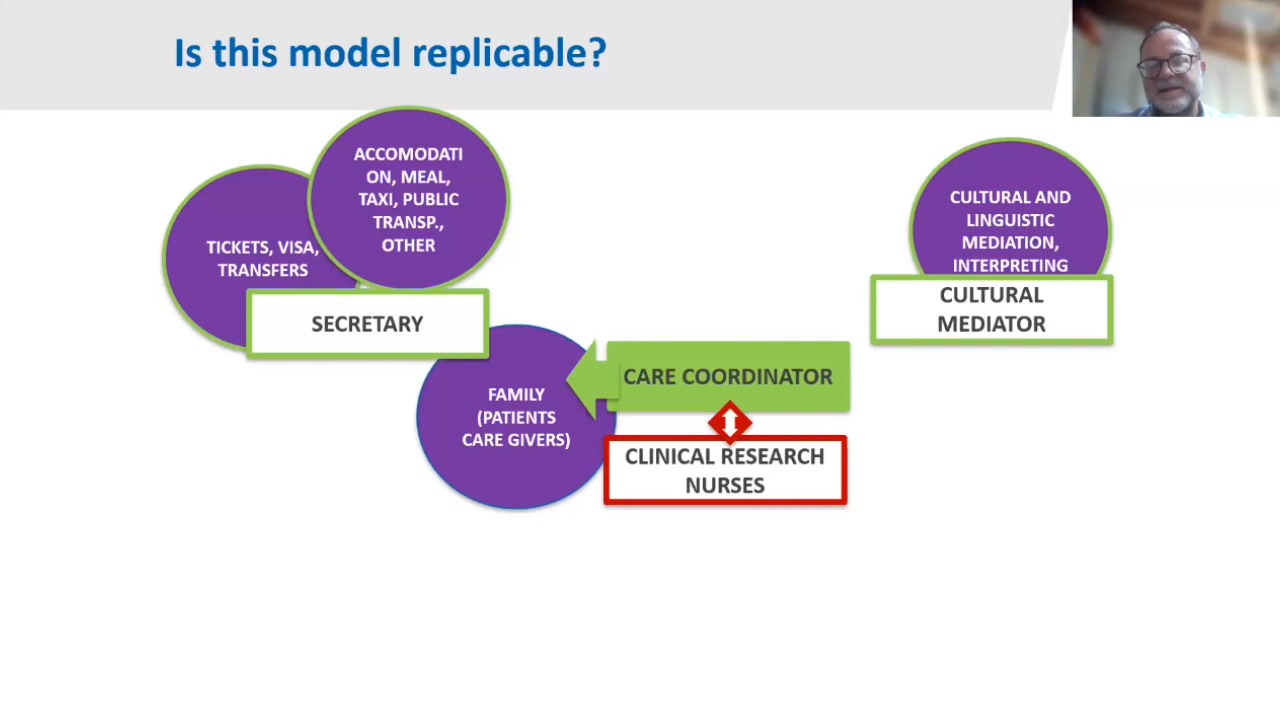 Is this model replicable?
ACCOMODATI
ON, MEAL,
TAXI, PUBLIC
TRANSP.,
OTHER
TICKETS, VISA,
TRANSFERS
SECRETARY
CULTURAL AND
LINGUISTIC
MEDIATION,
INTERPRETING
CULTURAL
MEDIATOR
FAMILY
(PATIENTS
CARE GIVERS)
CARE COORDINATOR
CLINICAL RESEARCH
NURSES